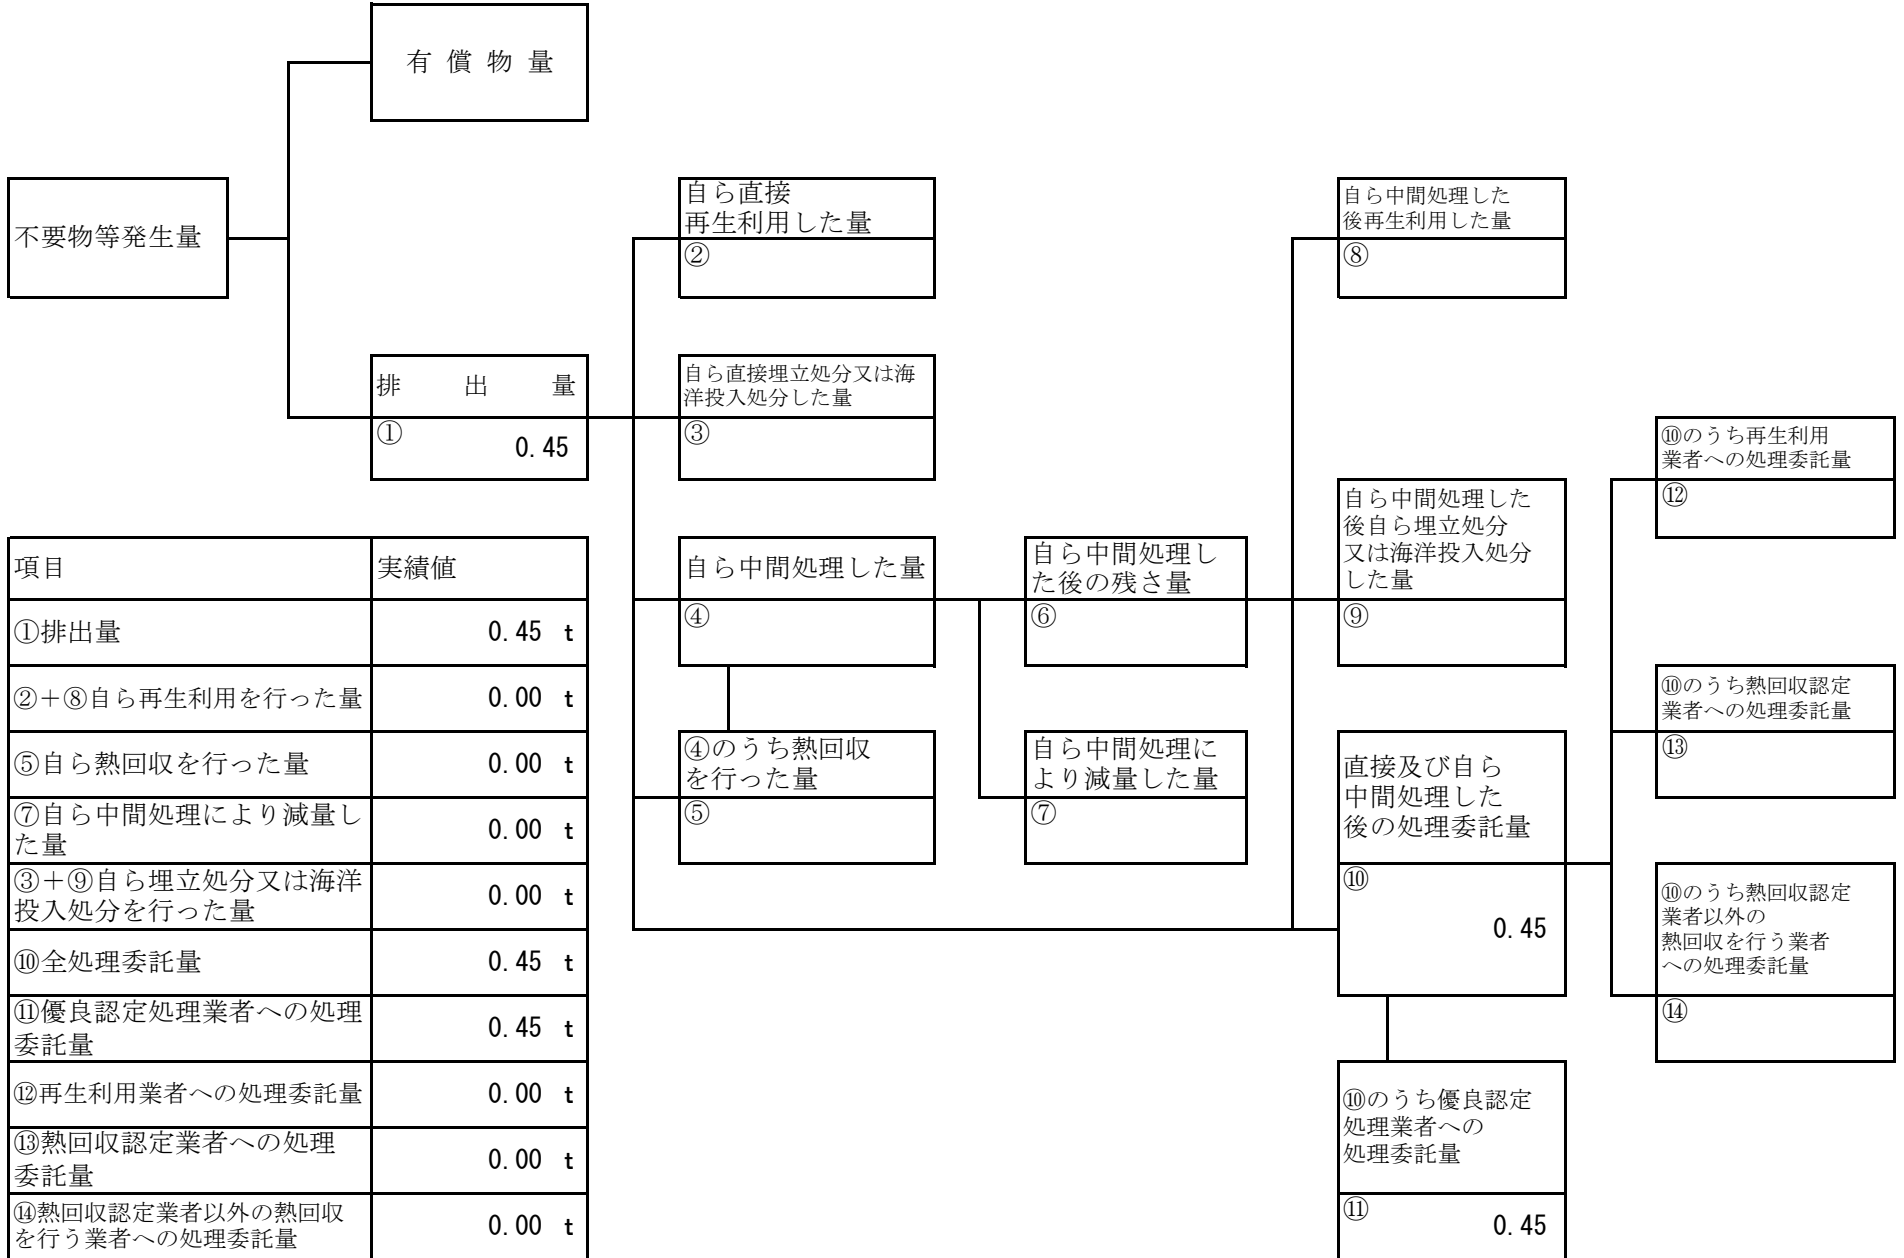 有償物量
不要物等発生量
自ら直接
再生利用した量
②
自ら中間処理した
後再生利用した量
⑧
排出量
① 0.45
自ら直接埋立処分又は海
洋投入処分した量
③
⑩のうち再生利用
業者への処理委託量
⑫
自ら中間処理した量
④
自ら中間処理し
た後の残さ量
⑥
自ら中間処理した
後自ら埋立処分
又は海洋投入処分
した量
⑨
⑩のうち熱回収認定
業者への処理委託量
⑬
④のうち熱回収
を行った量
⑤
自ら中間処理に
より減量した量
⑦
直接及び自ら
中間処理した
後の処理委託量
⑩
0.45
⑩のうち熱回収認定
業者以外の
熱回収を行う業者
への処理委託量
⑭
⑩のうち優良認定
処理業者への
処理委託量
⑪ 0.45
項目 実績値
①排出量 0.45 t
②+⑧自ら再生利用を行った量 0.00 t
⑤自ら熱回収を行った量 0.00 t
⑦自ら中間処理により減量し
た量 0.00 t
③+⑨自ら埋立処分又は海洋
投入処分を行った量 0.00 t
⑩全処理委託量 0.45 t
⑪優良認定処理業者への処理
委託量 0.45 t
⑫再生利用業者への処理委託量 0.00 t
⑬熱回収認定業者への処理
委託量 0.00 t
⑭熱回収認定業者以外の熱回収
を行う業者への処理委託量 0.00 t